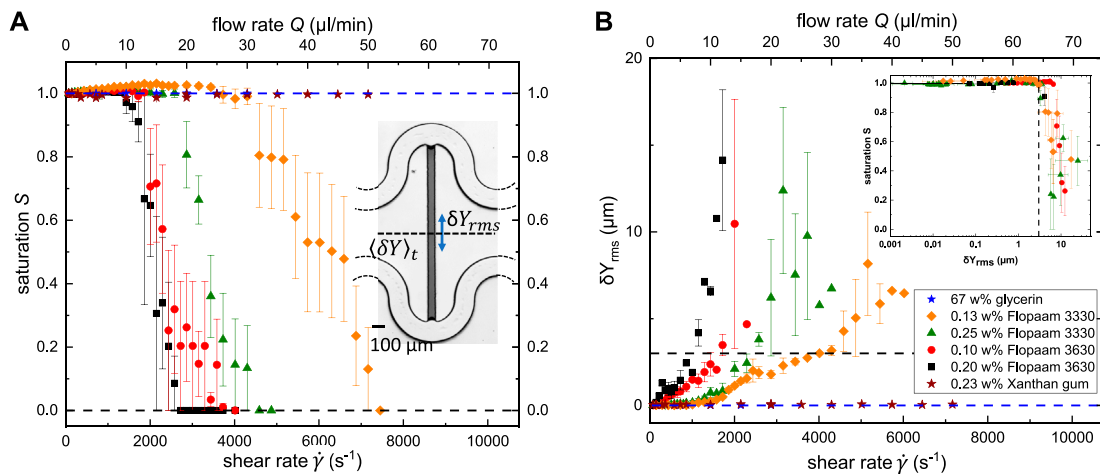 A
flow rate Q (µl/min)
0 10 20 30 40 50 60 70
1.0
0.8
0.6
0.4
0.2
0.0
saturation S
1.0
0.8
0.6
0.4
0.2
0.0
δY_rms
⟨δY⟩_t
100 µm
0 2000 4000 6000 8000 10000
shear rate γ̇ (s⁻¹)
B
flow rate Q (µl/min)
0 10 20 30 40 50 60 70
20
15
10
5
0
δY_rms (µm)
saturation S
1.0
0.8
0.6
0.4
0.2
0.0
0,001 0,01 0,1 1 10
δY_rms (µm)
67 w% glycerin
0.13 w% Flopaam 3330
0.25 w% Flopaam 3330
0.10 w% Flopaam 3630
0.20 w% Flopaam 3630
0.23 w% Xanthan gum
0 2000 4000 6000 8000 10000
shear rate γ̇ (s⁻¹)